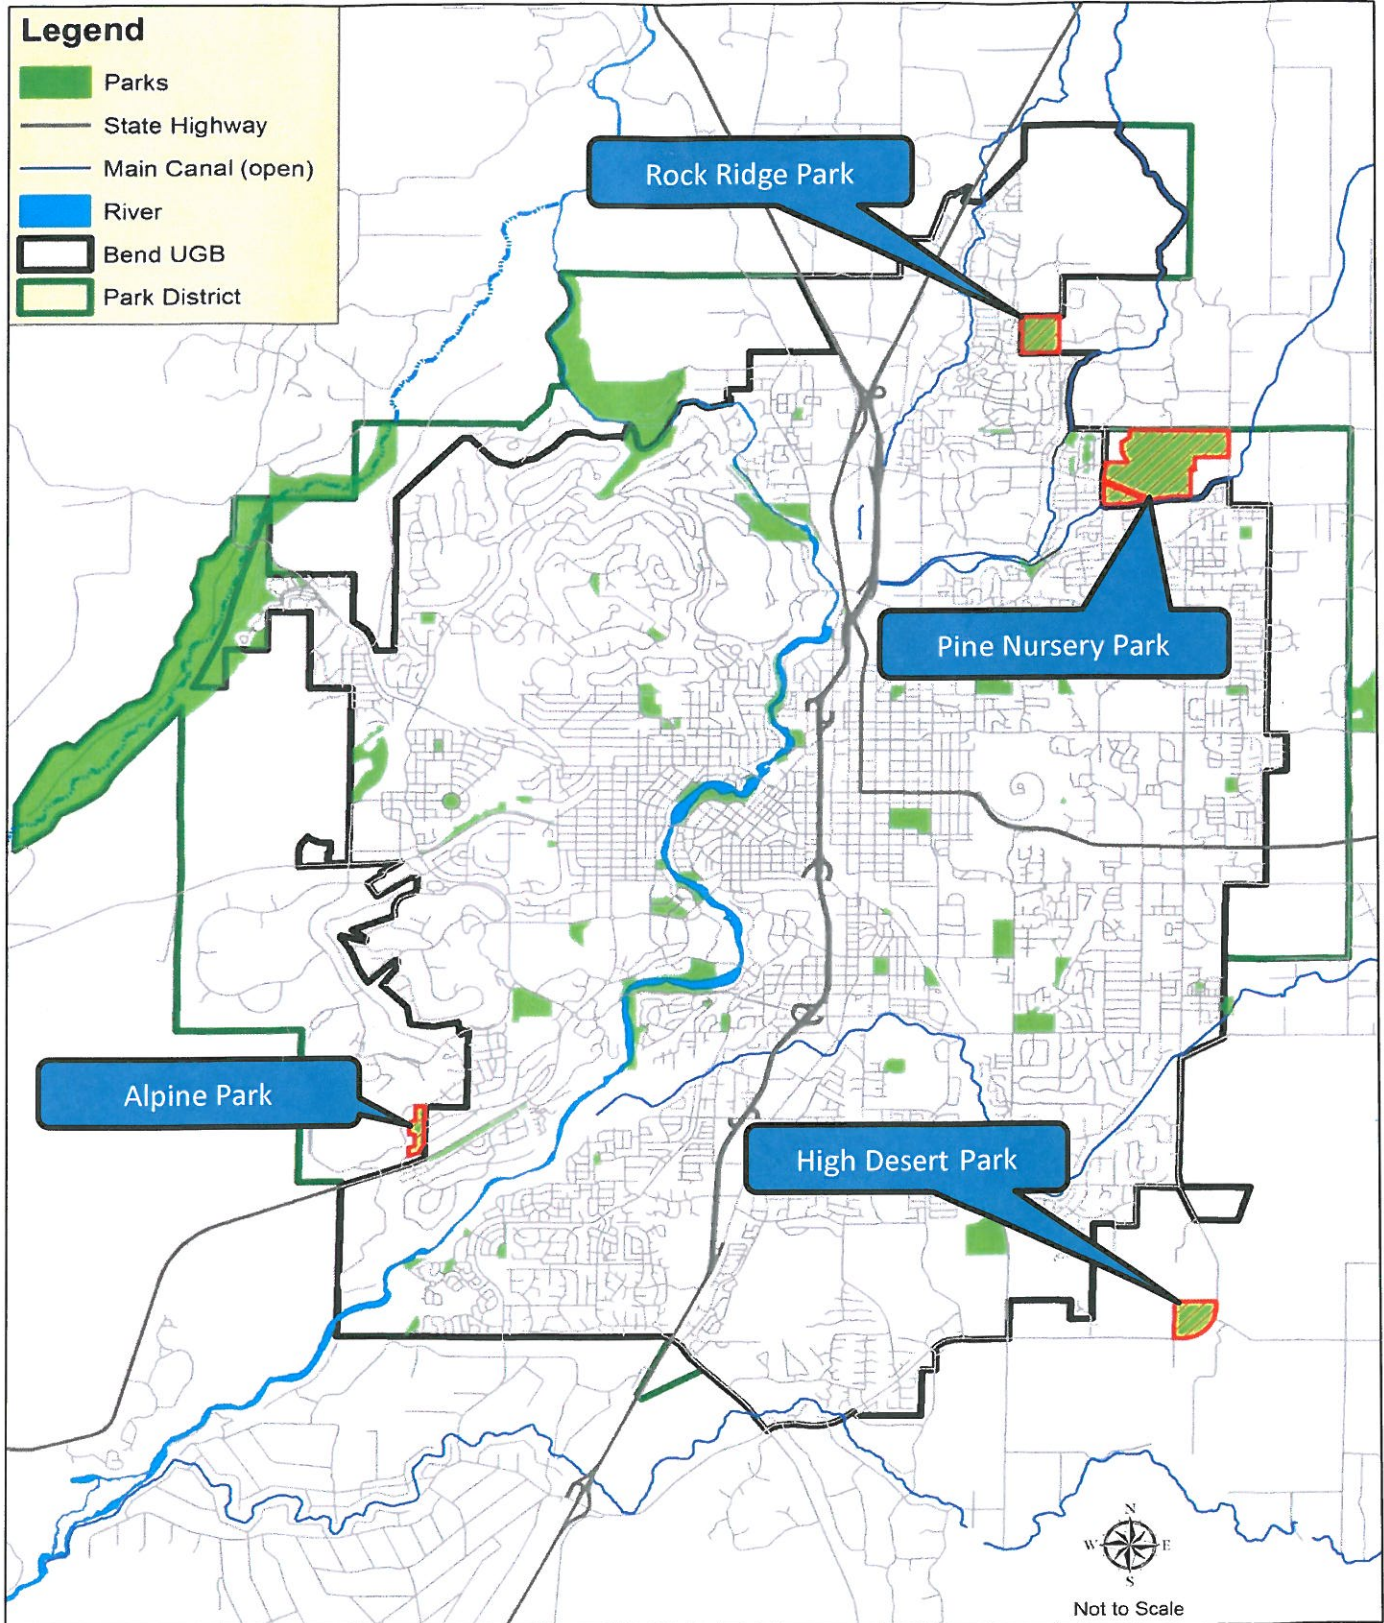 Legend
Parks
State Highway
Main Canal (open)
River
Bend UGB
Park District
Rock Ridge Park
Pine Nursery Park
Alpine Park
High Desert Park
N
W E
S
Not to Scale